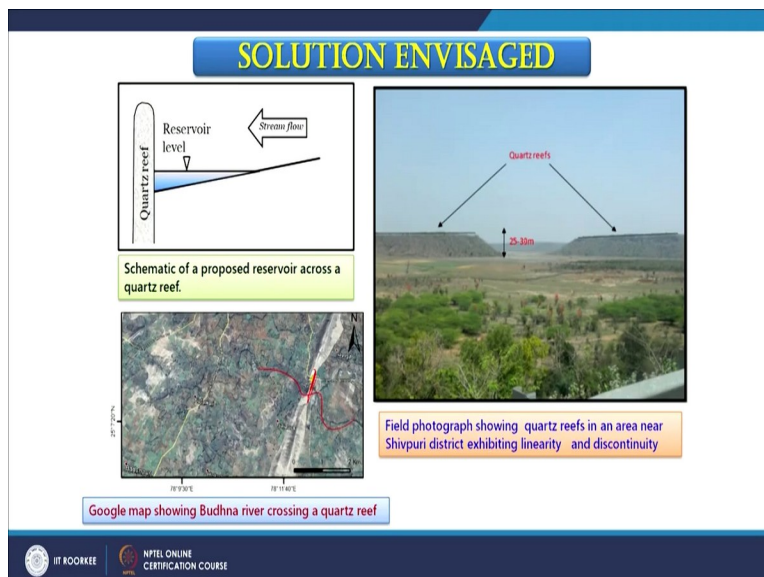 SOLUTION ENVISAGED
Reservoir
level
Stream flow
Quartz reef
Schematic of a proposed reservoir across a
quartz reef.
Quartz reefs
25-30m
N
78°9'30"E
78°11'40"E
Google map showing Budhna river crossing a quartz reef
Field photograph showing quartz reefs in an area near
Shivpuri district exhibiting linearity and discontinuity
IIT ROORKEE
NPTEL ONLINE
CERTIFICATION COURSE